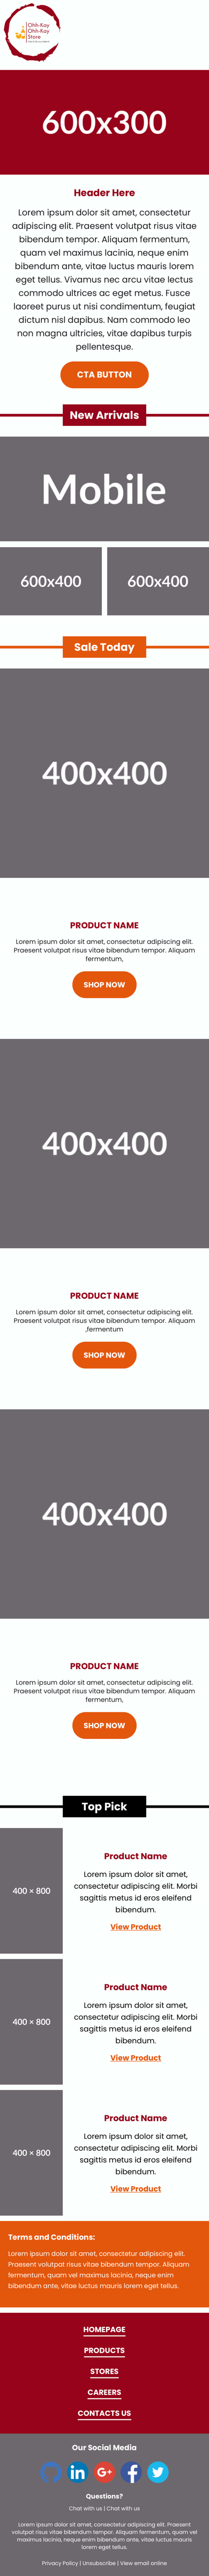 Ohh-Kay
Ohh-Kay
Store
600x300
Header Here
Lorem ipsum dolor sit amet, consectetur
adipiscing elit. Praesent volutpat risus vitae
bibendum tempor. Aliquam fermentum,
quam vel maximus lacinia, neque enim
bibendum ante, vitae luctus mauris lorem
eget tellus. Vivamus nec arcu vitae lectus
commodo ultrices ac eget metus. Fusce
laoreet purus ut nisi condimentum, feugiat
dictum nisl dapibus. Nam commodo leo
non magna ultricies, vitae dapibus turpis
pellentesque.
CTA BUTTON
New Arrivals
Mobile
600x400 600x400
Sale Today
400x400
PRODUCT NAME
Lorem ipsum dolor sit amet, consectetur adipiscing elit.
Praesent volutpat risus vitae bibendum tempor. Aliquam
fermentum,
SHOP NOW
400x400
PRODUCT NAME
Lorem ipsum dolor sit amet, consectetur adipiscing elit.
Praesent volutpat risus vitae bibendum tempor. Aliquam
,fermentum
SHOP NOW
400x400
PRODUCT NAME
Lorem ipsum dolor sit amet, consectetur adipiscing elit.
Praesent volutpat risus vitae bibendum tempor. Aliquam
fermentum,
SHOP NOW
Top Pick
400 × 800
Product Name
Lorem ipsum dolor sit amet,
consectetur adipiscing elit. Morbi
sagittis metus id eros eleifend
bibendum.
View Product
400 × 800
Product Name
Lorem ipsum dolor sit amet,
consectetur adipiscing elit. Morbi
sagittis metus id eros eleifend
bibendum.
View Product
400 × 800
Product Name
Lorem ipsum dolor sit amet,
consectetur adipiscing elit. Morbi
sagittis metus id eros eleifend
bibendum.
View Product
Terms and Conditions:
Lorem ipsum dolor sit amet, consectetur adipiscing elit.
Praesent volutpat risus vitae bibendum tempor. Aliquam
fermentum, quam vel maximus lacinia, neque enim
bibendum ante, vitae luctus mauris lorem eget tellus.
HOMEPAGE
PRODUCTS
STORES
CAREERS
CONTACTS US
Our Social Media
in G+ f
Questions?
Chat with us | Chat with us
Lorem ipsum dolor sit amet, consectetur adipiscing elit. Praesent
volutpat risus vitae bibendum tempor. Aliquam fermentum, quam vel
maximus lacinia, neque enim bibendum ante, vitae luctus mauris
lorem eget tellus.
Privacy Policy | Unsubscribe | View email online